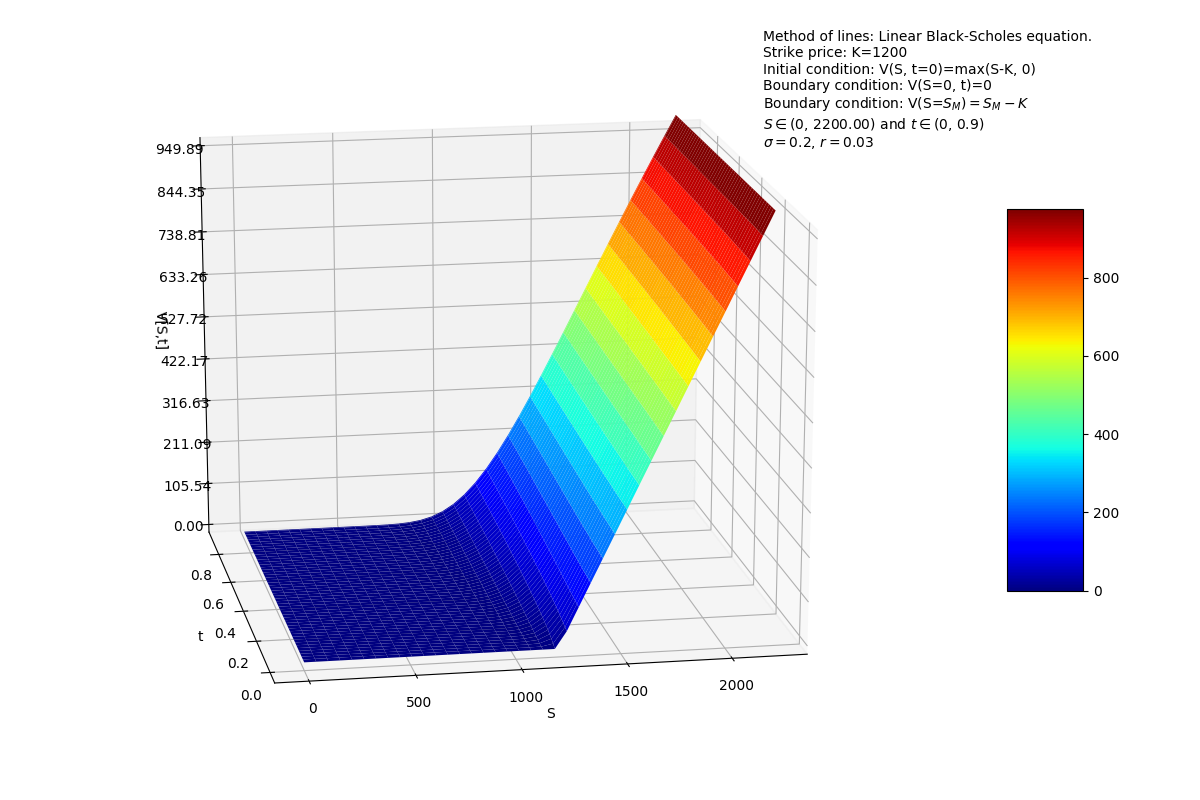 Method of lines: Linear Black-Scholes equation.
Strike price: K=1200
Initial condition: V(S, t=0)=max(S-K, 0)
Boundary condition: V(S=0, t)=0
Boundary condition: V(S=S_M) = S_M − K
S ∈ (0, 2200.00) and t ∈ (0, 0.9)
σ = 0.2, r = 0.03
949.89
844.35
738.81
633.26
527.72
422.17
316.63
211.09
105.54
0.00
V[S,t]
0.8
0.6
0.4
0.2
0.0
t
0
500
1000
1500
2000
S
800
600
400
200
0